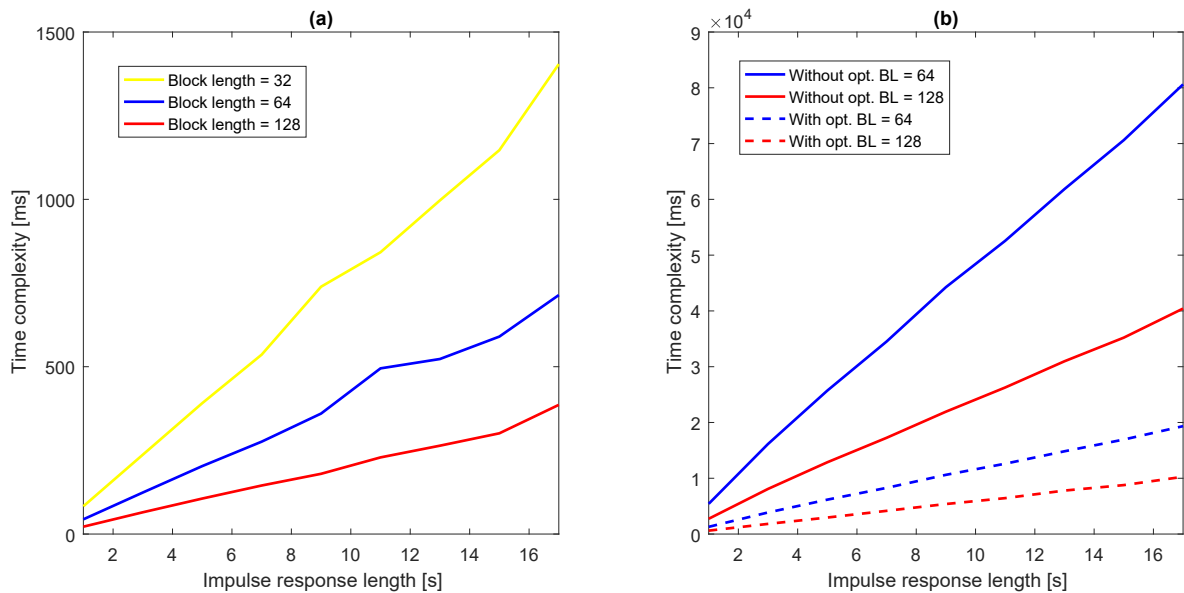 (a)
1500
1000
500
0
Time complexity [ms]
Block length = 32
Block length = 64
Block length = 128
2 4 6 8 10 12 14 16
Impulse response length [s]
(b)
×10^4
9
8
7
6
5
4
3
2
1
0
Time complexity [ms]
Without opt. BL = 64
Without opt. BL = 128
With opt. BL = 64
With opt. BL = 128
2 4 6 8 10 12 14 16
Impulse response length [s]